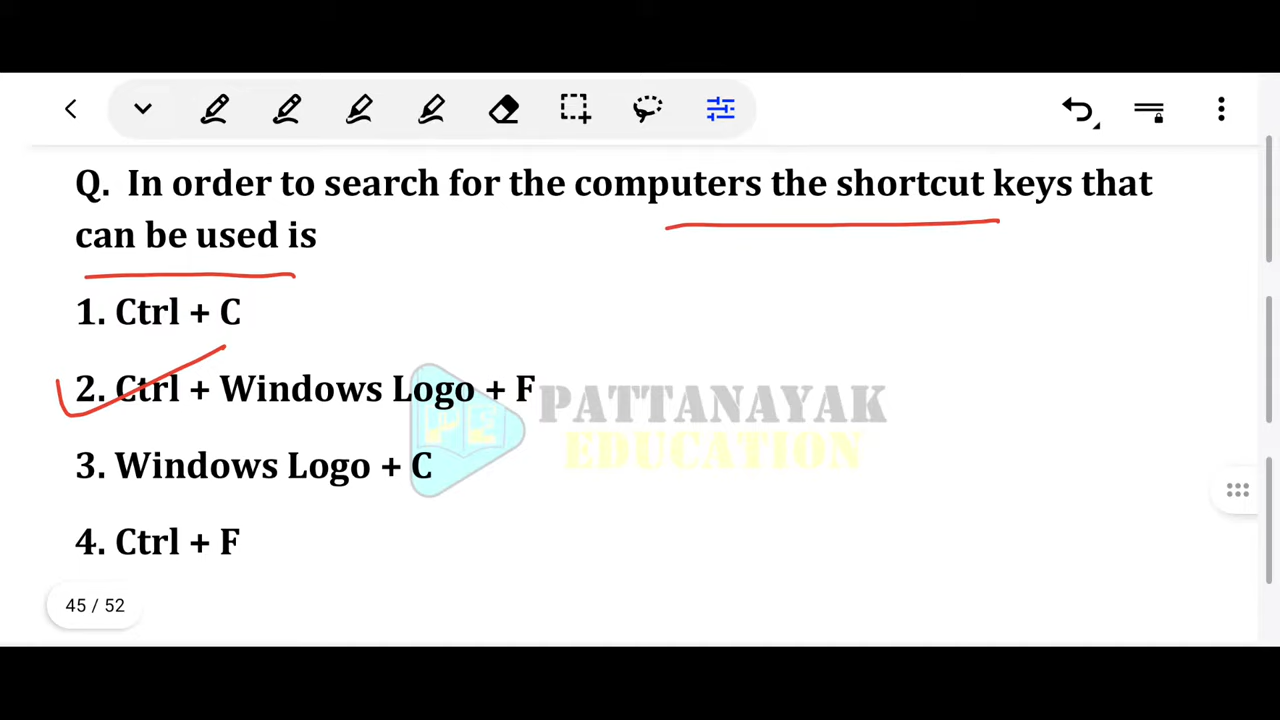 Q. In order to search for the computers the shortcut keys that
can be used is
1. Ctrl + C
2. Ctrl + Windows Logo + F
PATTANAYAK
EDUCATION
3. Windows Logo + C
4. Ctrl + F
45 / 52